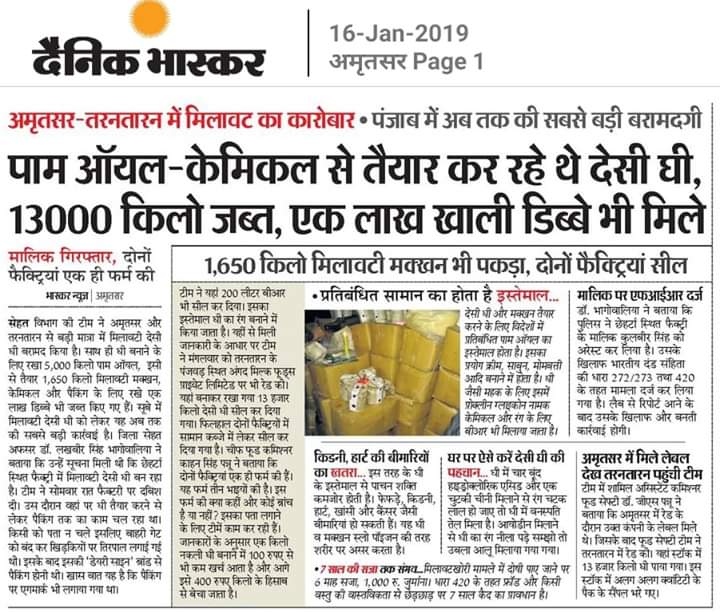 दैनिक भास्कर
16-Jan-2019
अमृतसर Page 1
अमृतसर-तरनतारन में मिलावट का कारोबार • पंजाब में अब तक की सबसे बड़ी बरामदगी
पाम ऑयल-केमिकल से तैयार कर रहे थे देसी घी,
13000 किलो जब्त, एक लाख खाली डिब्बे भी मिले
मालिक गिरफ्तार, दोनों
फैक्ट्रियां एक ही फर्म की
भास्कर न्यूज | अमृतसर
सेहत विभाग की टीम ने अमृतसर और
तरनतारन से बड़ी मात्रा में मिलावटी देसी
घी बरामद किया है। साथ ही घी बनाने के
लिए रखा 5,000 किलो पाम ऑयल, इसी
से तैयार 1,650 किलो मिलावटी मक्खन,
केमिकल और पैकिंग के लिए रखे एक
लाख डिब्बे भी जब्त किए गए हैं। सूबे में
मिलावटी देसी घी को लेकर यह अब तक
की सबसे बड़ी कार्रवाई है। जिला सेहत
अफसर डॉ. लखबीर सिंह भागोवालिया ने
बताया कि उन्हें सूचना मिली थी कि छेहर्टा
स्थित फैक्ट्री में मिलावटी देसी घी बन रहा
है। टीम ने सोमवार रात फैक्टरी पर दबिश
दी। उस दौरान वहां पर घी तैयार करने से
लेकर पैकिंग तक का काम चल रहा था।
किसी को पता न चले इसलिए बाहरी गेट
को बंद कर खिड़कियों पर तिरपाल लगाई गई
थी। इसके बाद इसकी 'डेयरी साइन' ब्रांड से
पैकिंग होनी थी। खास बात यह है कि पैकिंग
पर एगमार्क भी लगाया गया था।
1,650 किलो मिलावटी मक्खन भी पकड़ा, दोनों फैक्ट्रियां सील
टीम ने यहां 200 लीटर बीआर
भी सील कर दिया। इसका
इस्तेमाल घी का रंग बनाने में
किया जाता है। यहीं से मिली
जानकारी के आधार पर टीम
ने मंगलवार को तरनतारन के
पंजवड़ स्थित अंगद मिल्क फूड्स
प्राइवेट लिमिटेड पर भी रेड की।
यहां बनाकर रखा गया 13 हजार
किलो देसी घी सील कर दिया
गया। फिलहाल दोनों फैक्ट्रियों में
सामान कब्जे में लेकर सील कर
दिया गया है। चीफ फूड कमिश्नर
काहन सिंह पन्नू ने बताया कि
दोनों फैक्ट्रियां एक ही फर्म की हैं।
यह फर्म तीन भाइयों की है। इस
फर्म की क्या कहीं और कोई ब्रांच
है या नहीं? इसका पता लगाने
के लिए टीमें काम कर रही हैं।
जानकारों के अनुसार एक किलो
नकली घी बनाने में 100 रुपए से
भी कम खर्च आता है और आगे
इसे 400 रुपए किलो के हिसाब
से बेचा जाता है।
• प्रतिबंधित सामान का होता है इस्तेमाल...
देसी घी और मक्खन तैयार
करने के लिए विदेशों में
प्रतिबंधित पाम आयल का
इस्तेमाल होता है। इसका
प्रयोग क्रीम, साबुन, मोमबत्ती
आदि बनाने में होता है। घी
जैसी महक के लिए इसमें
प्रोक्लीन ग्लाइकोन नामक
केमिकल और रंग के लिए
बीआर भी मिलाया जाता है।
मालिक पर एफआईआर दर्ज
डॉ. भागोवालिया ने बताया कि
पुलिस ने छेहर्टा स्थित फैक्ट्री
के मालिक कुलबीर सिंह को
अरेस्ट कर लिया है। उसके
खिलाफ भारतीय दंड संहिता
की धारा 272/273 तथा 420
के तहत मामला दर्ज कर लिया
गया है। लैब से रिपोर्ट आने के
बाद उसके खिलाफ और बनती
कार्रवाई होगी।
किडनी, हार्ट की बीमारियों
का खतरा... इस तरह के घी
के इस्तेमाल से पाचन शक्ति
कमजोर होती है। फेफड़े, किडनी,
हार्ट, खांसी और कैंसर जैसी
बीमारियां हो सकती हैं। यह घी
व मक्खन स्लो पॉइजन की तरह
शरीर पर असर करता है।
घर पर ऐसे करें देसी घी की
पहचान... घी में चार बूंद
हाइड्रोक्लोरिक एसिड और एक
चुटकी चीनी मिलाने से रंग चटक
लाल हो जाए तो घी में वनस्पति
तेल मिला है। आयोडीन मिलाने
से घी का रंग नीला पड़े समझो तो
उबला आलू मिलाया गया गया।
अमृतसर में मिले लेबल
देख तरनतारन पहुंची टीम
टीम में शामिल असिस्टेंट कमिश्नर
फूड सेफ्टी डॉ. जीएस पन्नू ने
बताया कि अमृतसर में रेड के
दौरान उक्त कंपनी के लेबल मिले
थे। जिसके बाद फूड सेफ्टी टीम ने
तरनतारन में रेड की। वहां स्टॉक में
13 हजार किलो घी पाया गया। इस
स्टॉक में अलग अलग क्वांटिटी के
पैक के सैंपल भरे गए।
• 7 साल की सजा तक संभव...मिलावटखोरी मामले में दोषी पाए जाने पर
6 माह सजा, 1,000 रु. जुर्माना। धारा 420 के तहत फ्रॉड और किसी
वस्तु की वास्तविकता से छेड़छाड़ पर 7 साल कैद का प्रावधान है।